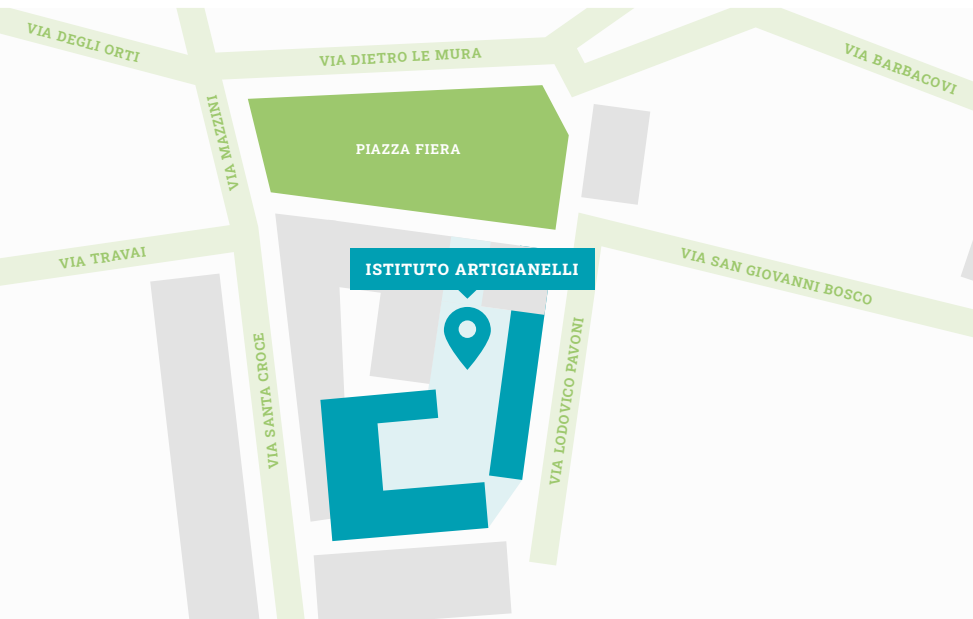 VIA DEGLI ORTI
VIA DIETRO LE MURA
VIA BARBACOVI
VIA MAZZINI
PIAZZA FIERA
VIA TRAVAI
ISTITUTO ARTIGIANELLI
VIA SAN GIOVANNI BOSCO
VIA SANTA CROCE
VIA LODOVICO PAVONI